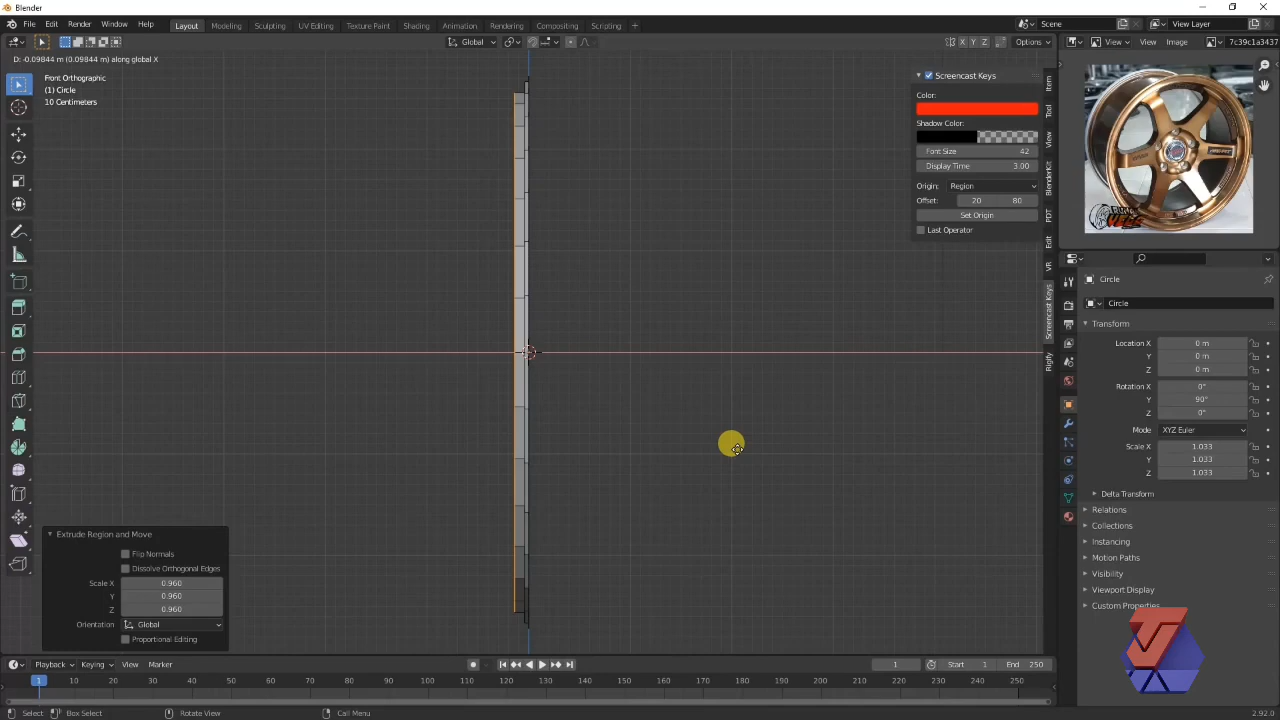 Blender
File Edit Render Window Help Layout Modeling Sculpting UV Editing Texture Paint Shading Animation Rendering Compositing Scripting + Scene View Layer
Global X Y Z Options View View Image 7c39c1a3437
D: -0.09844 m (0.09844 m) along global X
Front Orthographic
(1) Circle
10 Centimeters
Screencast Keys
Color:
Shadow Color:
Font Size 42
Display Time 3.00
Origin: Region
Offset: 20 80
Set Origin
Last Operator
Item
Tool
View
BlenderKit
PDT
Edit
VR
Screencast Keys
Rigify
Circle
Circle
Transform
Location X 0 m
Y 0 m
Z 0 m
Rotation X 0°
Y 90°
Z 0°
Mode XYZ Euler
Scale X 1.033
Y 1.033
Z 1.033
Delta Transform
Relations
Collections
Instancing
Motion Paths
Visibility
Viewport Display
Custom Properties
Extrude Region and Move
Flip Normals
Dissolve Orthogonal Edges
Scale X 0.960
Y 0.960
Z 0.960
Orientation Global
Proportional Editing
Playback Keying View Marker 1 Start 1 End 250
1 10 20 30 40 50 60 70 80 90 100 110 120 130 140 150 160 170 180 190 200 210 220 230 240 250
Select Box Select Rotate View Call Menu 2.92.0